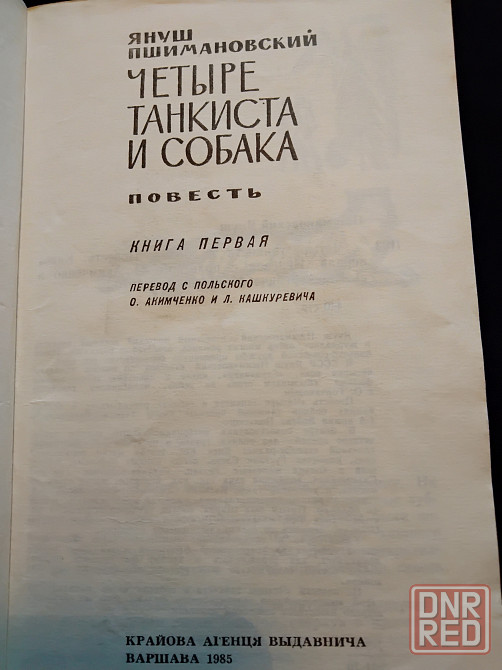 ЯНУШ
ПШИМАНОВСКИЙ
ЧЕТЫРЕ
ТАНКИСТА
И СОБАКА
ПОВЕСТЬ
КНИГА ПЕРВАЯ
ПЕРЕВОД С ПОЛЬСКОГО
О. АКИМЧЕНКО И Л. КАШКУРЕВИЧА
КРАЙОВА АГЕНЦЯ ВЫДАВНИЧА
ВАРШАВА 1985
DNR
RED